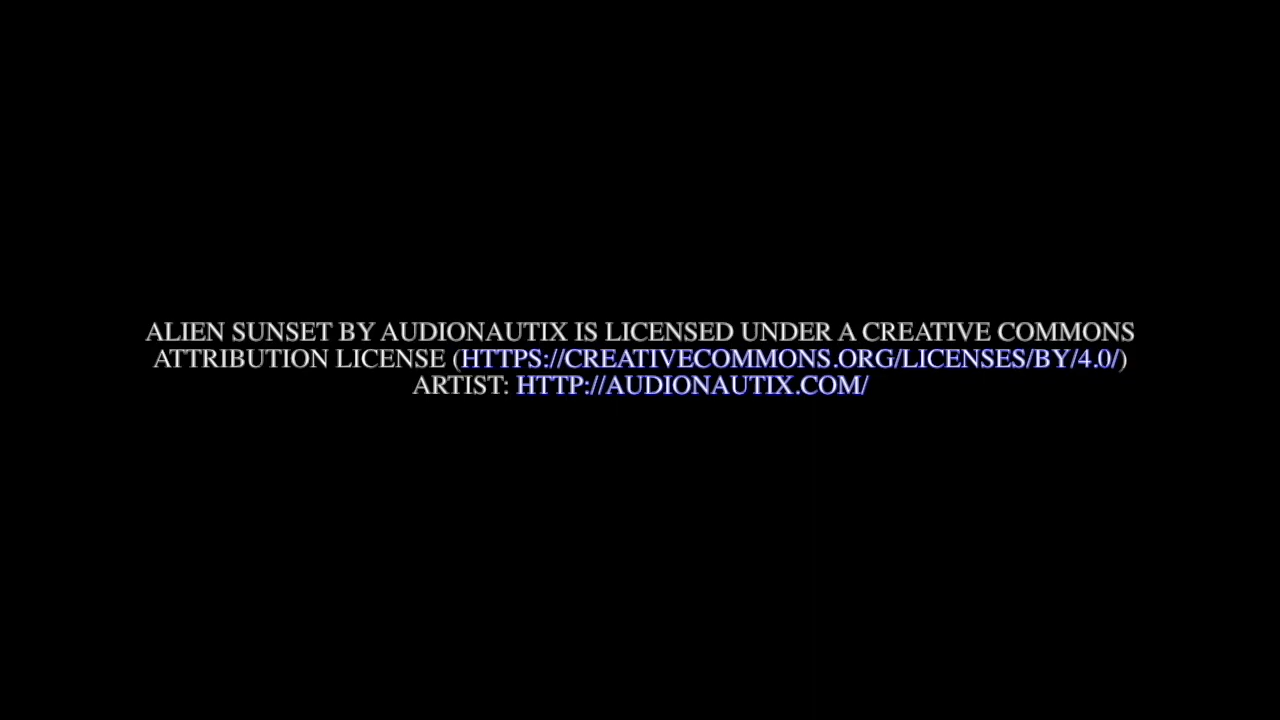 ALIEN SUNSET BY AUDIONAUTIX IS LICENSED UNDER A CREATIVE COMMONS
ATTRIBUTION LICENSE (HTTPS://CREATIVECOMMONS.ORG/LICENSES/BY/4.0/)
ARTIST: HTTP://AUDIONAUTIX.COM/